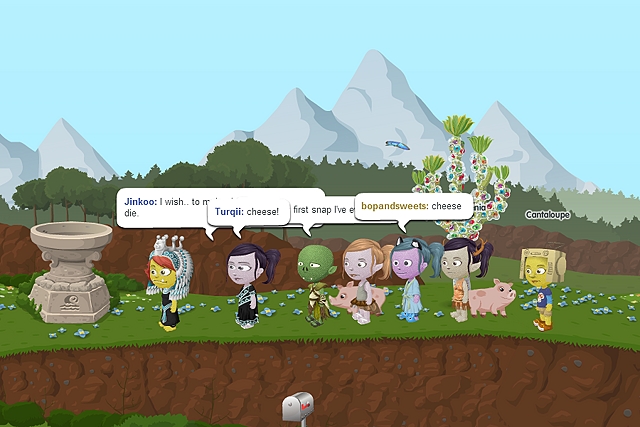 Jinkoo: I wish.. to
die.
Turqii: cheese!
first snap I've
bopandsweets: cheese
Cantaloupe